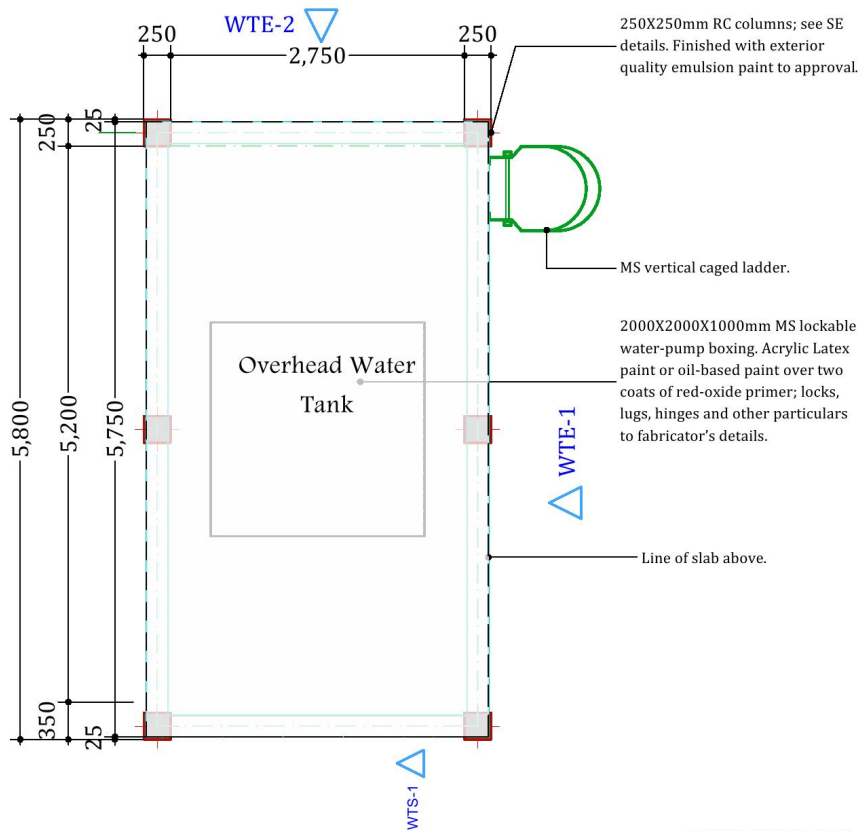 WTE-2
250
2,750
250
250X250mm RC columns; see SE
details. Finished with exterior
quality emulsion paint to approval.
250
25
MS vertical caged ladder.
2000X2000X1000mm MS lockable
water-pump boxing. Acrylic Latex
paint or oil-based paint over two
coats of red-oxide primer; locks,
lugs, hinges and other particulars
to fabricator's details.
Overhead Water
Tank
5,800
5,200
5,750
WTE-1
Line of slab above.
350
25
WTS-1